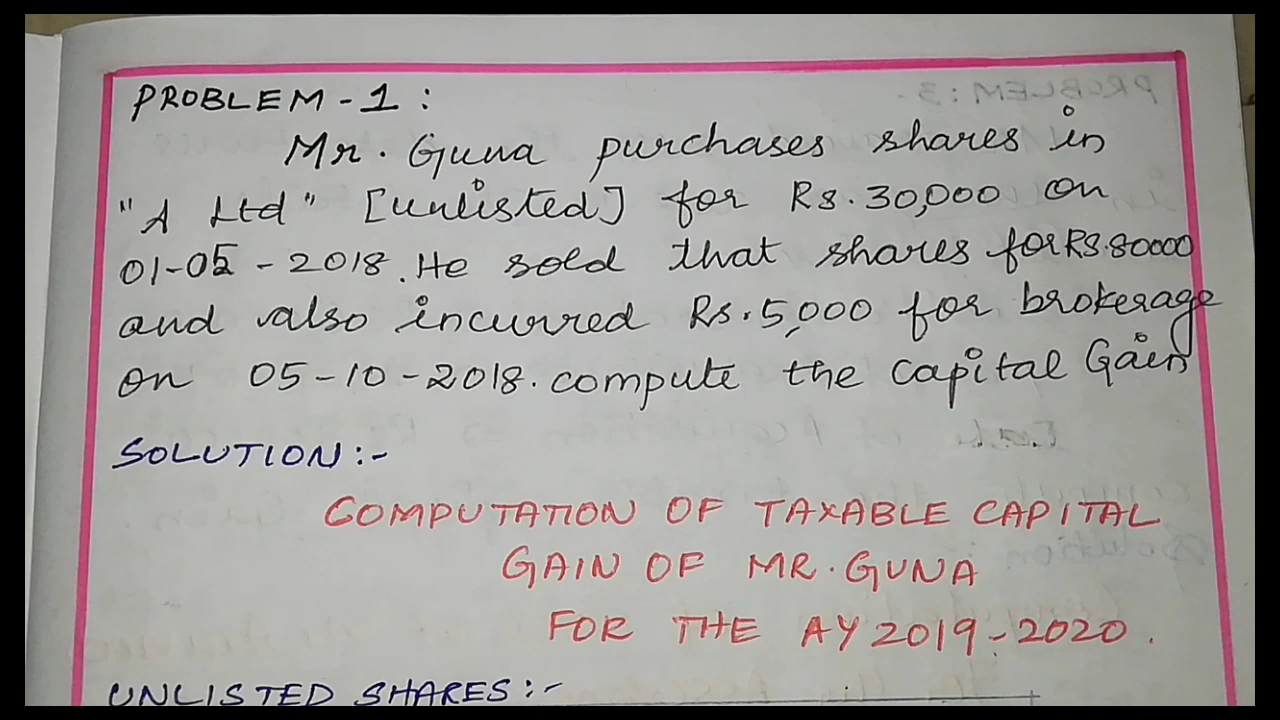 PROBLEM - 1 :
Mr. Guna purchases shares in
"A Ltd" [unlisted] for Rs. 30,000 on
01-05-2018. He sold that shares for Rs. 80000
and also incurred Rs. 5,000 for brokerage
on 05-10-2018. compute the capital Gain
SOLUTION :-
COMPUTATION OF TAXABLE CAPITAL
GAIN OF MR. GUNA
FOR THE AY 2019-2020.
UNLISTED SHARES :-
PROBLEM : 3